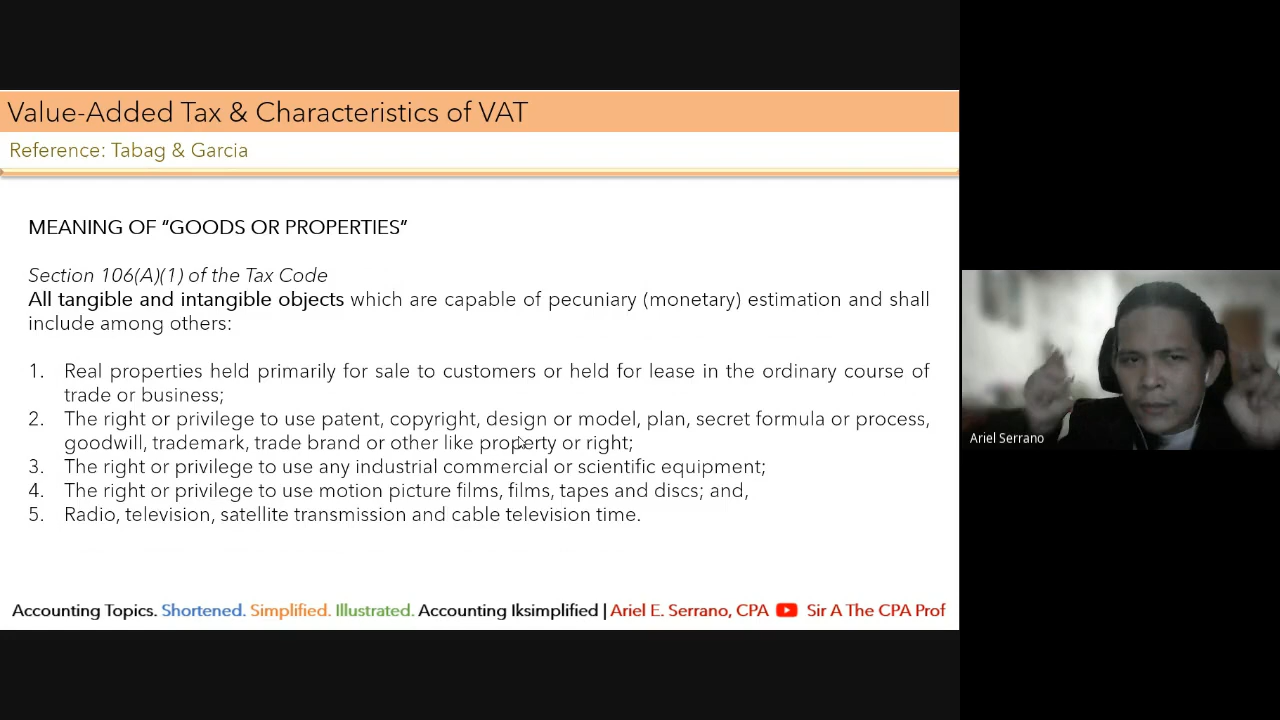 Value-Added Tax & Characteristics of VAT
Reference: Tabag & Garcia
MEANING OF “GOODS OR PROPERTIES”
Section 106(A)(1) of the Tax Code
All tangible and intangible objects which are capable of pecuniary (monetary) estimation and shall
include among others:
1. Real properties held primarily for sale to customers or held for lease in the ordinary course of
trade or business;
2. The right or privilege to use patent, copyright, design or model, plan, secret formula or process,
goodwill, trademark, trade brand or other like property or right;
3. The right or privilege to use any industrial commercial or scientific equipment;
4. The right or privilege to use motion picture films, films, tapes and discs; and,
5. Radio, television, satellite transmission and cable television time.
Accounting Topics. Shortened. Simplified. Illustrated. Accounting Iksimplified | Ariel E. Serrano, CPA Sir A The CPA Prof
Ariel Serrano